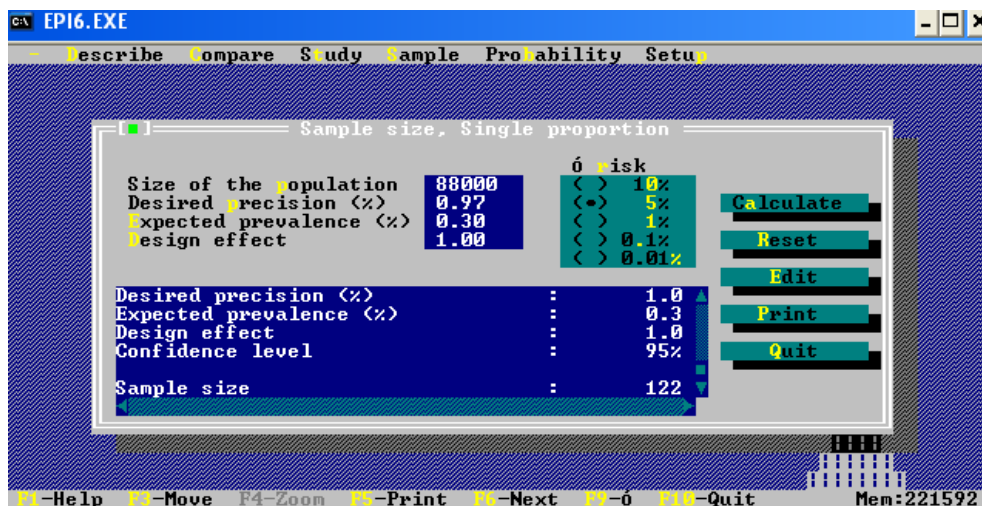 EPI6.EXE
- Describe Compare Study Sample Probability Setup
Sample size, Single proportion
ó risk
Size of the population 88000 ( ) 10%
Desired precision (%) 0.97 (•) 5%
Expected prevalence (%) 0.30 ( ) 1%
Design effect 1.00 ( ) 0.1%
( ) 0.01%
Calculate
Reset
Edit
Print
Quit
Desired precision (%) : 1.0
Expected prevalence (%) : 0.3
Design effect : 1.0
Confidence level : 95%
Sample size : 122
F1-Help F3-Move F4-Zoom F5-Print F6-Next F9-ó F10-Quit Mem:221592